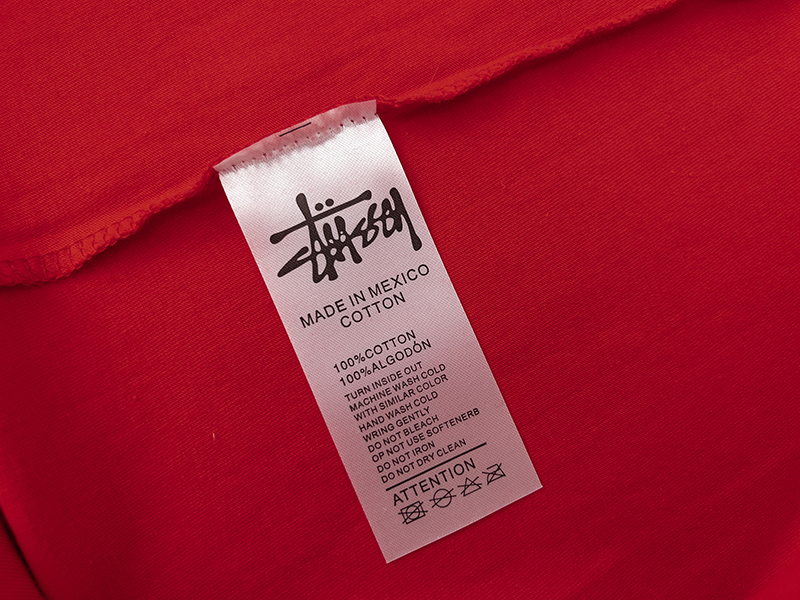 STÜSSY
MADE IN MEXICO
COTTON
100%COTTON
100%ALGODÓN
TURN INSIDE OUT
MACHINE WASH COLD
WITH SIMILAR COLOR
HAND WASH COLD
WRING GENTLY
DO NOT BLEACH
OP NOT USE SOFTENERB
DO NOT IRON
DO NOT DRY CLEAN
ATTENTION